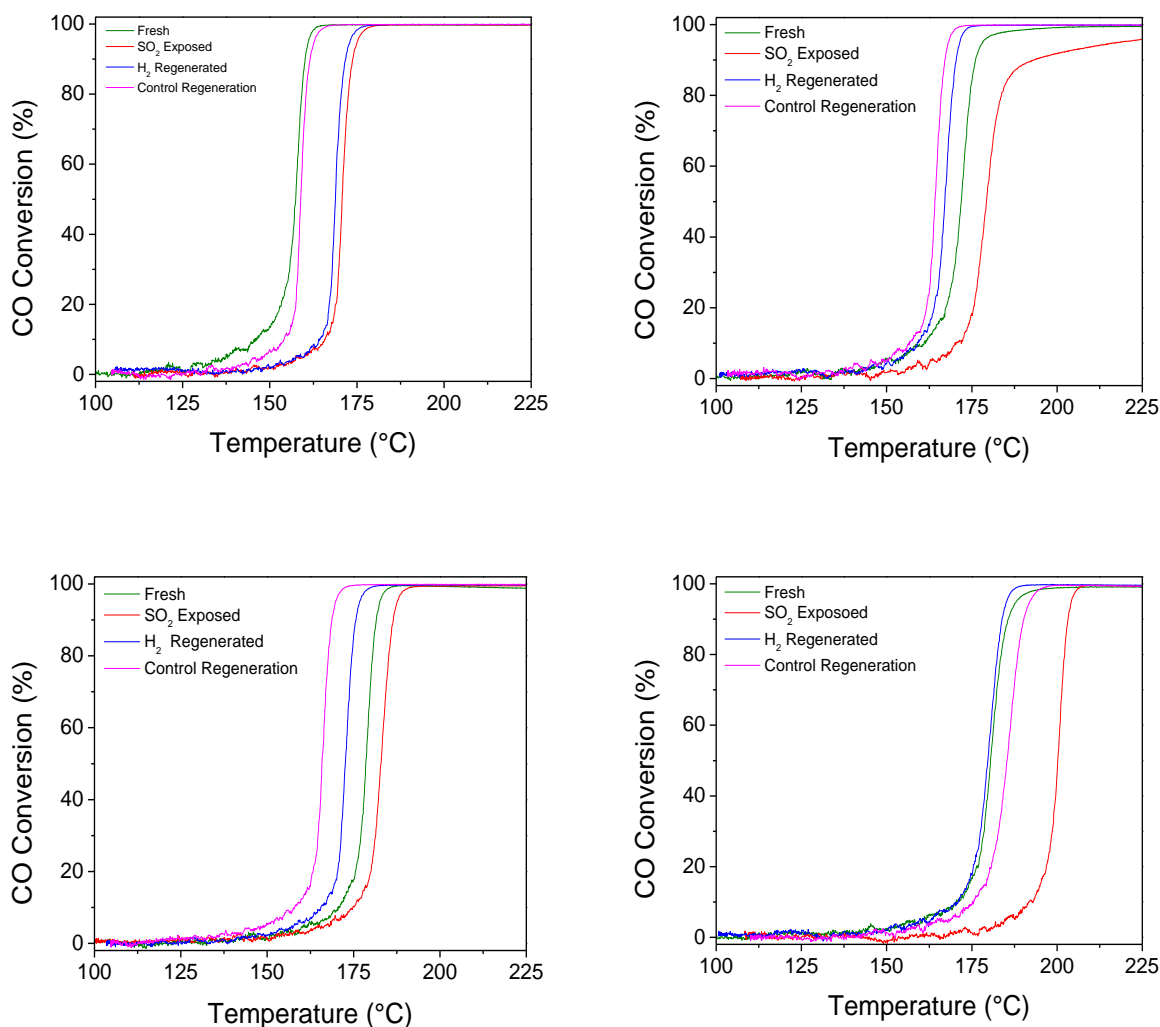 100
80
60
40
20
0
CO Conversion (%)
Fresh
SO2 Exposed
H2 Regenerated
Control Regeneration
100 125 150 175 200 225
Temperature (°C)
100
80
60
40
20
0
CO Conversion (%)
Fresh
SO2 Exposed
H2 Regenerated
Control Regeneration
100 125 150 175 200 225
Temperature (°C)
100
80
60
40
20
0
CO Conversion (%)
Fresh
SO2 Exposed
H2 Regenerated
Control Regeneration
100 125 150 175 200 225
Temperature (°C)
100
80
60
40
20
0
CO Conversion (%)
Fresh
SO2 Exposoed
H2 Regenerated
Control Regeneration
100 125 150 175 200 225
Temperature (°C)